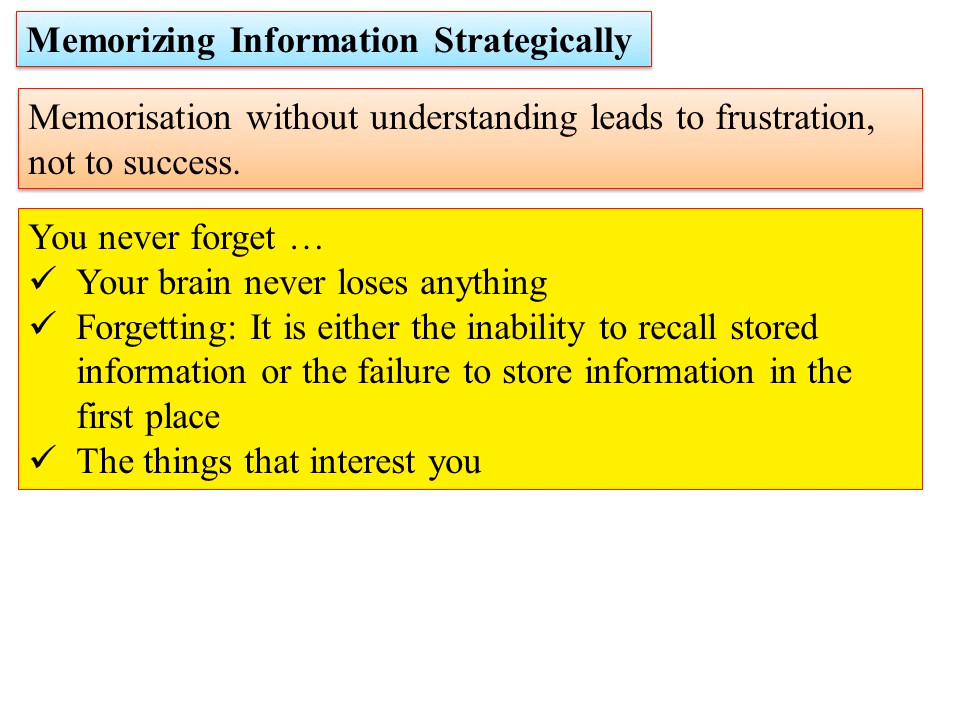 Memorizing Information Strategically
Memorisation without understanding leads to frustration,
not to success.
You never forget …
✓ Your brain never loses anything
✓ Forgetting: It is either the inability to recall stored
information or the failure to store information in the
first place
✓ The things that interest you